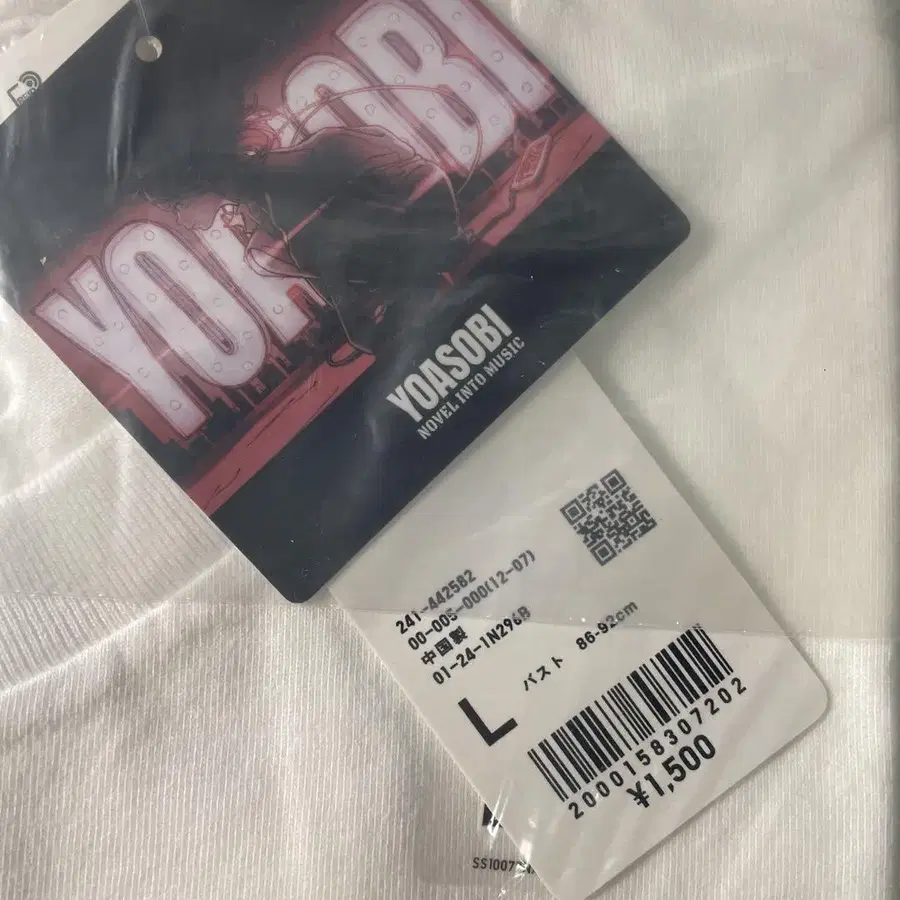 YOASOBI
YOASOBI
NOVEL INTO MUSIC
241-442582
00-005-000(12-07)
中国製
01-24-1N296B
L
バスト 86-92cm
2000158307202
¥1,500